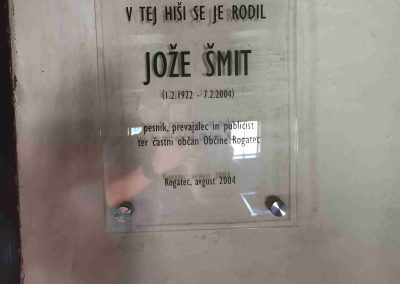 V TEJ HIŠI SE JE RODIL
JOŽE ŠMIT
(1.2.1922 - 7.2.2004)
pesnik, prevajalec in publicist
ter častni občan Občine Rogatec
Rogatec, avgust 2004